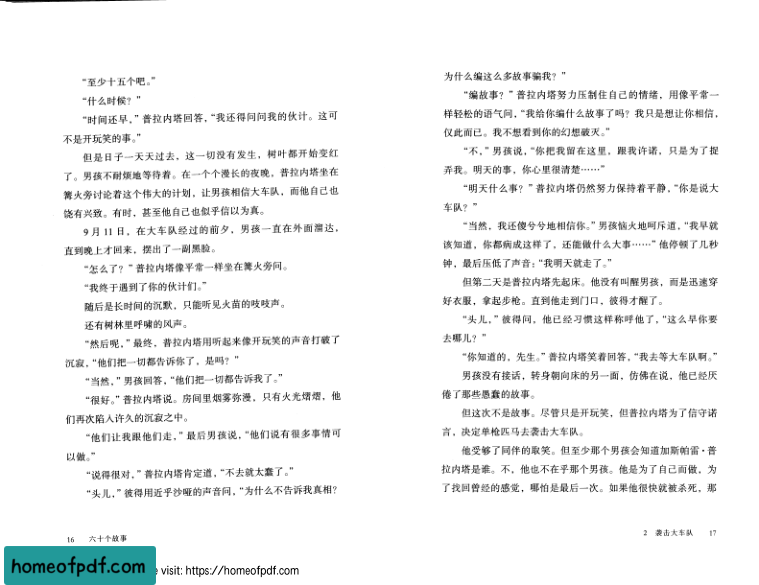 “至少十五个吧。”
“什么时候？”
“时间还早，”普拉内塔回答，“我还得问问我的伙计。这可
不是开玩笑的事。”
但是日子一天天过去，这一切没有发生，树叶都开始变红
了。男孩不耐烦地等待着。在一个个漫长的夜晚，普拉内塔坐在
篝火旁讨论着这个伟大的计划，让男孩相信大车队，而他自己也
饶有兴致。有时，甚至他自己也似乎信以为真。
9月11日，在大车队经过的前夕，男孩一直在外面溜达，
直到晚上才回来，摆出了一副黑脸。
“怎么了？”普拉内塔像平常一样坐在篝火旁问。
“我终于遇到了你的伙计们。”
随后是长时间的沉默，只能听见火苗的吱吱声。
还有树林里呼啸的风声。
“然后呢，”最终，普拉内塔用听起来像开玩笑的声音打破了
沉寂，“他们把一切都告诉你了，是吗？”
“当然，”男孩回答，“他们把一切都告诉我了。”
“很好。”普拉内塔说。房间里烟雾弥漫，只有火光熠熠，他
们再次陷入许久的沉寂之中。
“他们让我跟他们走，”最后男孩说，“他们说有很多事情可
以做。”
“说得很对，”普拉内塔肯定道，“不去就太蠢了。”
“头儿，”彼得用近乎沙哑的声音问，“为什么不告诉我真相？
16 六十个故事
为什么编这么多故事骗我？”
“编故事？”普拉内塔努力压制住自己的情绪，用像平常一
样轻松的语气问，“我给你编什么故事了吗？我只是想让你相信，
仅此而已。我不想看到你的幻想破灭。”
“不，”男孩说，“你把我留在这里，跟我许诺，只是为了捉
弄我。明天的事，你心里很清楚……”
“明天什么事？”普拉内塔仍然努力保持着平静，“你是说大
车队？”
“当然，我还傻兮兮地相信你。”男孩恼火地呵斥道，“我早就
该知道，你都病成这样了，还能做什么大事……”他停顿了几秒
钟，最后压低了声音：“我明天就走了。”
但第二天是普拉内塔先起床。他没有叫醒男孩，而是迅速穿
好衣服，拿起步枪。直到他走到门口，彼得才醒了。
“头儿，”彼得问，他已经习惯这样称呼他了，“这么早你要
去哪儿？”
“你知道的，先生。”普拉内塔笑着回答，“我去等大车队啊。”
男孩没有接话，转身朝向床的另一面，仿佛在说，他已经厌
倦了那些愚蠢的故事。
但这次不是故事。尽管只是开玩笑，但普拉内塔为了信守诺
言，决定单枪匹马去袭击大车队。
他受够了同伴的取笑。但至少那个男孩会知道加斯帕雷·普
拉内塔是谁。不，他也不在乎那个男孩。他是为了自己而做，为
了找回曾经的感觉，哪怕是最后一次。如果他很快就被杀死，那
2 袭击大车队 17
homeofpdf.com
e visit: https://homeofpdf.com